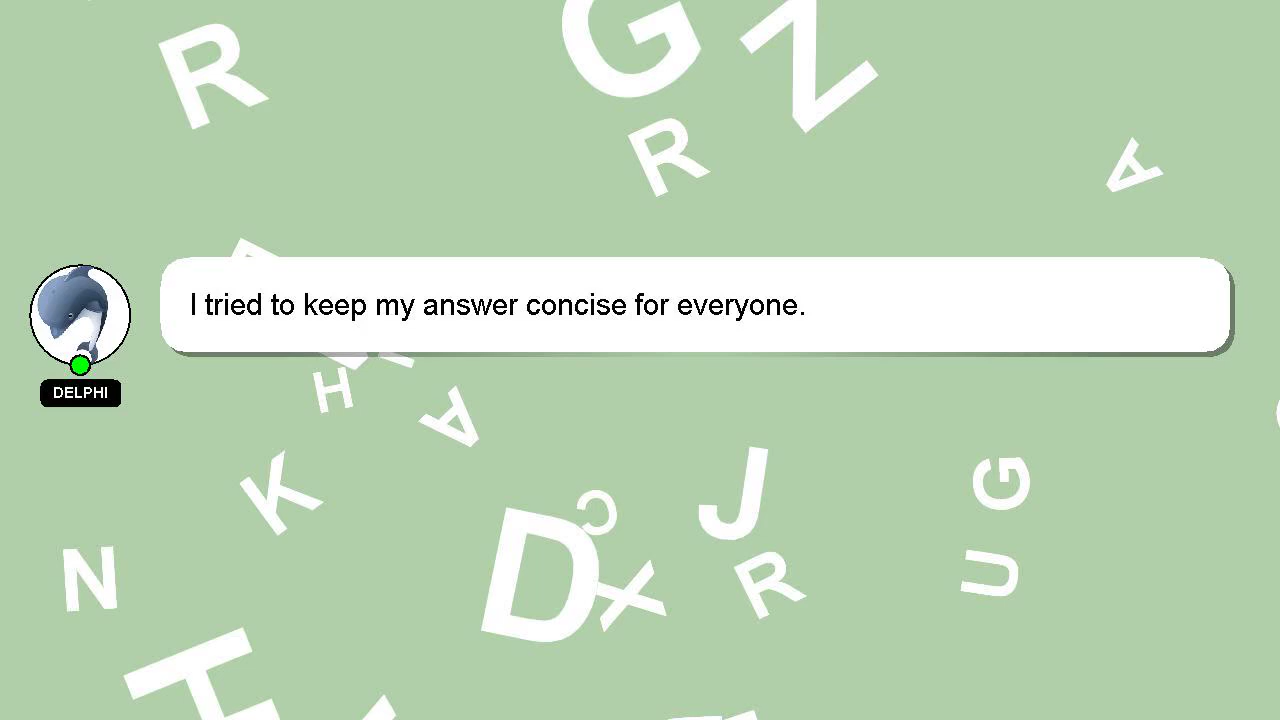 R
G
Z
R
A
I tried to keep my answer concise for everyone.
DELPHI
H
A
K
J
G
C
D
N
X
R
U
I